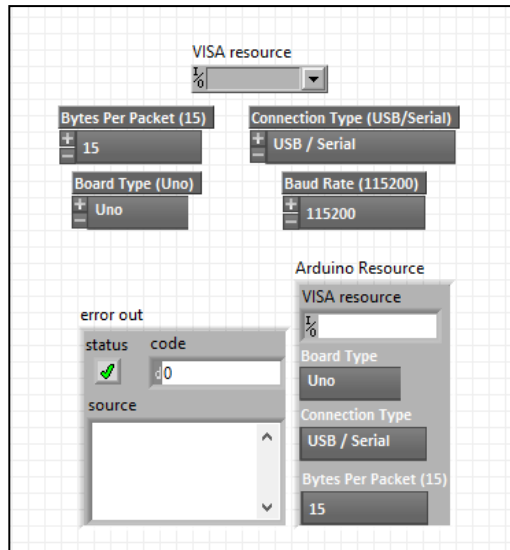 VISA resource
I/O
Bytes Per Packet (15)
15
Connection Type (USB/Serial)
USB / Serial
Board Type (Uno)
Uno
Baud Rate (115200)
115200
error out
status
code
d 0
source
Arduino Resource
VISA resource
I/O
Board Type
Uno
Connection Type
USB / Serial
Bytes Per Packet (15)
15